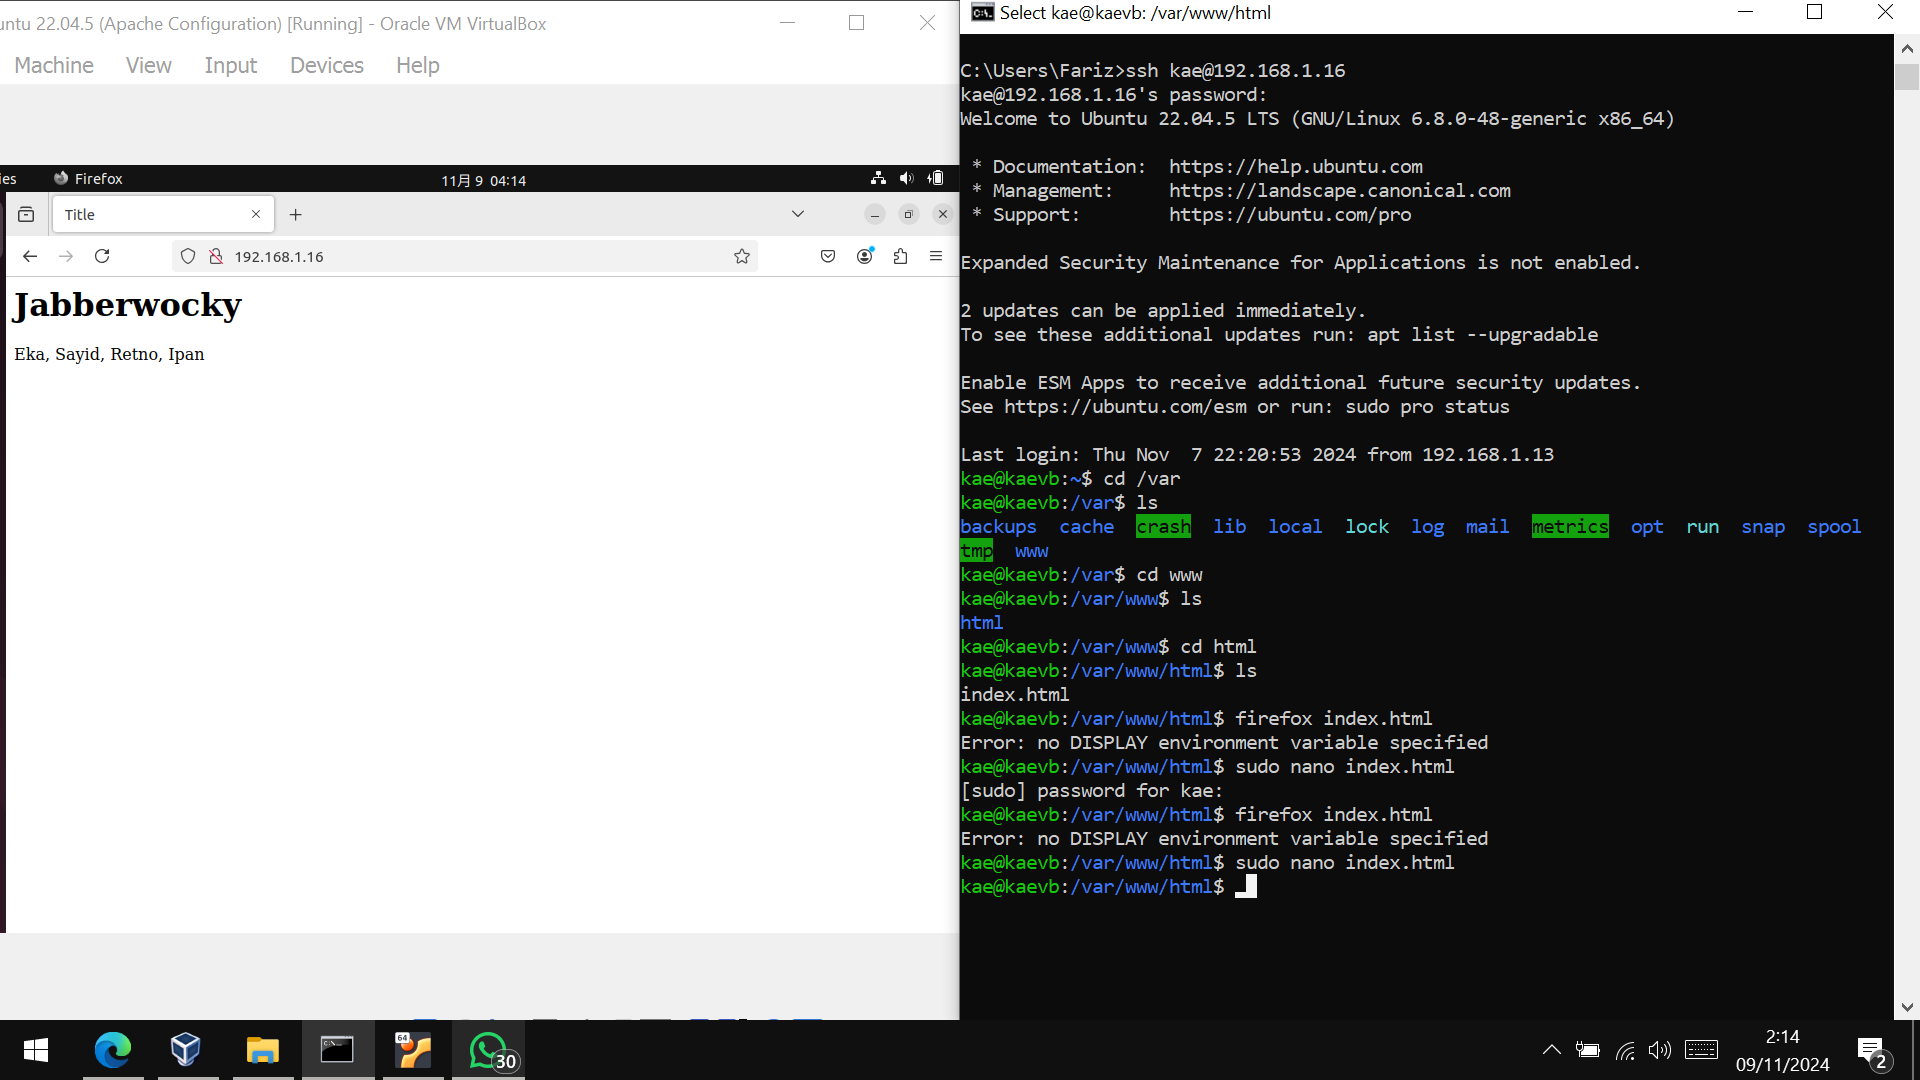 untu 22.04.5 (Apache Configuration) [Running] - Oracle VM VirtualBox
Machine View Input Devices Help
ies Firefox 11月 9 04:14
Title
192.168.1.16
Jabberwocky
Eka, Sayid, Retno, Ipan
Select kae@kaevb: /var/www/html
C:\Users\Fariz>ssh kae@192.168.1.16
kae@192.168.1.16's password:
Welcome to Ubuntu 22.04.5 LTS (GNU/Linux 6.8.0-48-generic x86_64)
* Documentation: https://help.ubuntu.com
* Management: https://landscape.canonical.com
* Support: https://ubuntu.com/pro
Expanded Security Maintenance for Applications is not enabled.
2 updates can be applied immediately.
To see these additional updates run: apt list --upgradable
Enable ESM Apps to receive additional future security updates.
See https://ubuntu.com/esm or run: sudo pro status
Last login: Thu Nov  7 22:20:53 2024 from 192.168.1.13
kae@kaevb:~$ cd /var
kae@kaevb:/var$ ls
backups cache crash lib local lock log mail metrics opt run snap spool
tmp www
kae@kaevb:/var$ cd www
kae@kaevb:/var/www$ ls
html
kae@kaevb:/var/www$ cd html
kae@kaevb:/var/www/html$ ls
index.html
kae@kaevb:/var/www/html$ firefox index.html
Error: no DISPLAY environment variable specified
kae@kaevb:/var/www/html$ sudo nano index.html
[sudo] password for kae:
kae@kaevb:/var/www/html$ firefox index.html
Error: no DISPLAY environment variable specified
kae@kaevb:/var/www/html$ sudo nano index.html
kae@kaevb:/var/www/html$
64
30
2:14
09/11/2024
2